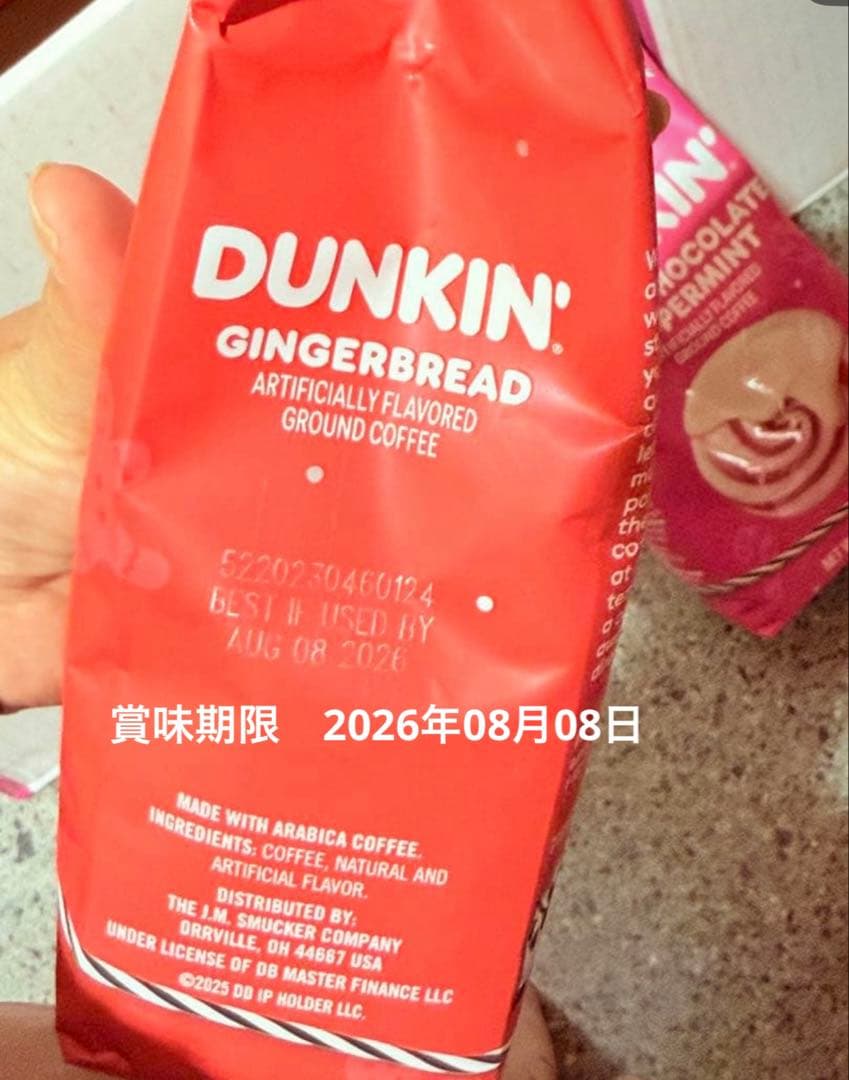 DUNKIN'®
GINGERBREAD
ARTIFICIALLY FLAVORED
GROUND COFFEE
5220230460124
BEST IF USED BY
AUG 08 2026
賞味期限　2026年08月08日
MADE WITH ARABICA COFFEE.
INGREDIENTS: COFFEE, NATURAL AND
ARTIFICIAL FLAVOR.
DISTRIBUTED BY:
THE J.M. SMUCKER COMPANY
ORRVILLE, OH 44667 USA
UNDER LICENSE OF DB MASTER FINANCE LLC
©2025 DD IP HOLDER LLC.
KIN'
HOCOLATE
PERMINT
GROUND COFFEE